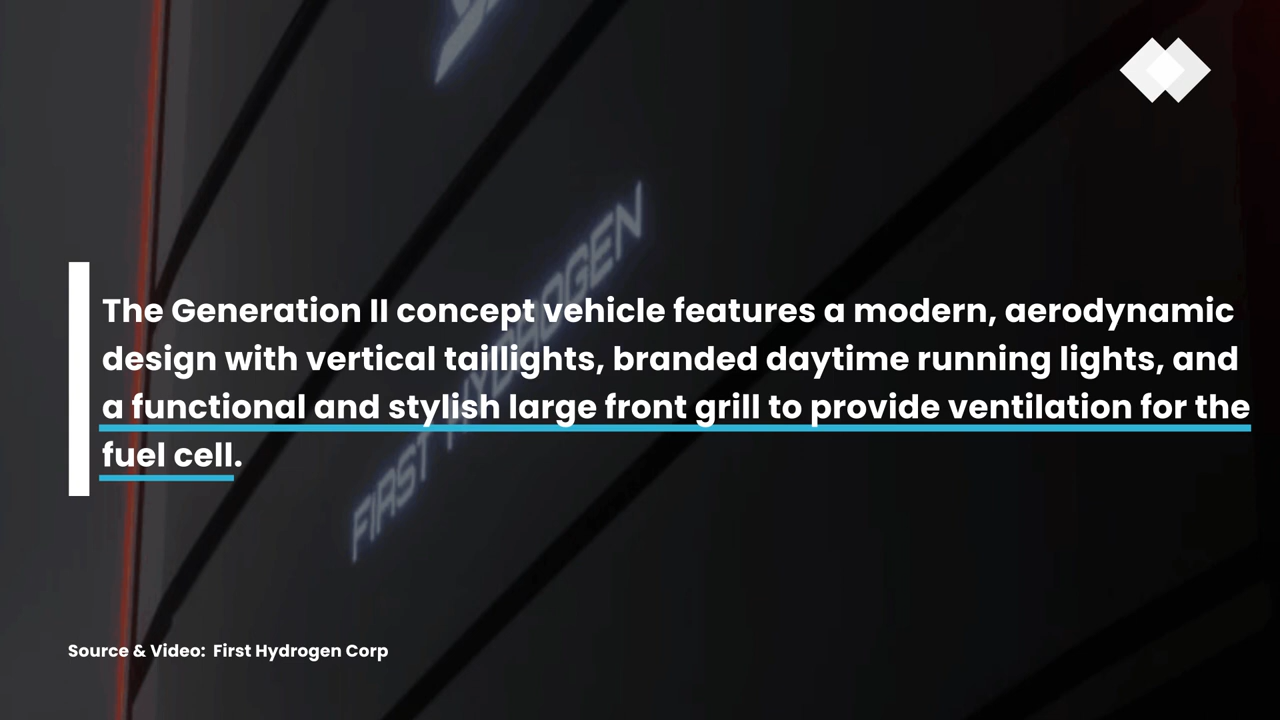 The Generation II concept vehicle features a modern, aerodynamic
design with vertical taillights, branded daytime running lights, and
a functional and stylish large front grill to provide ventilation for the
fuel cell.
FIRST HYDROGEN
Source & Video: First Hydrogen Corp